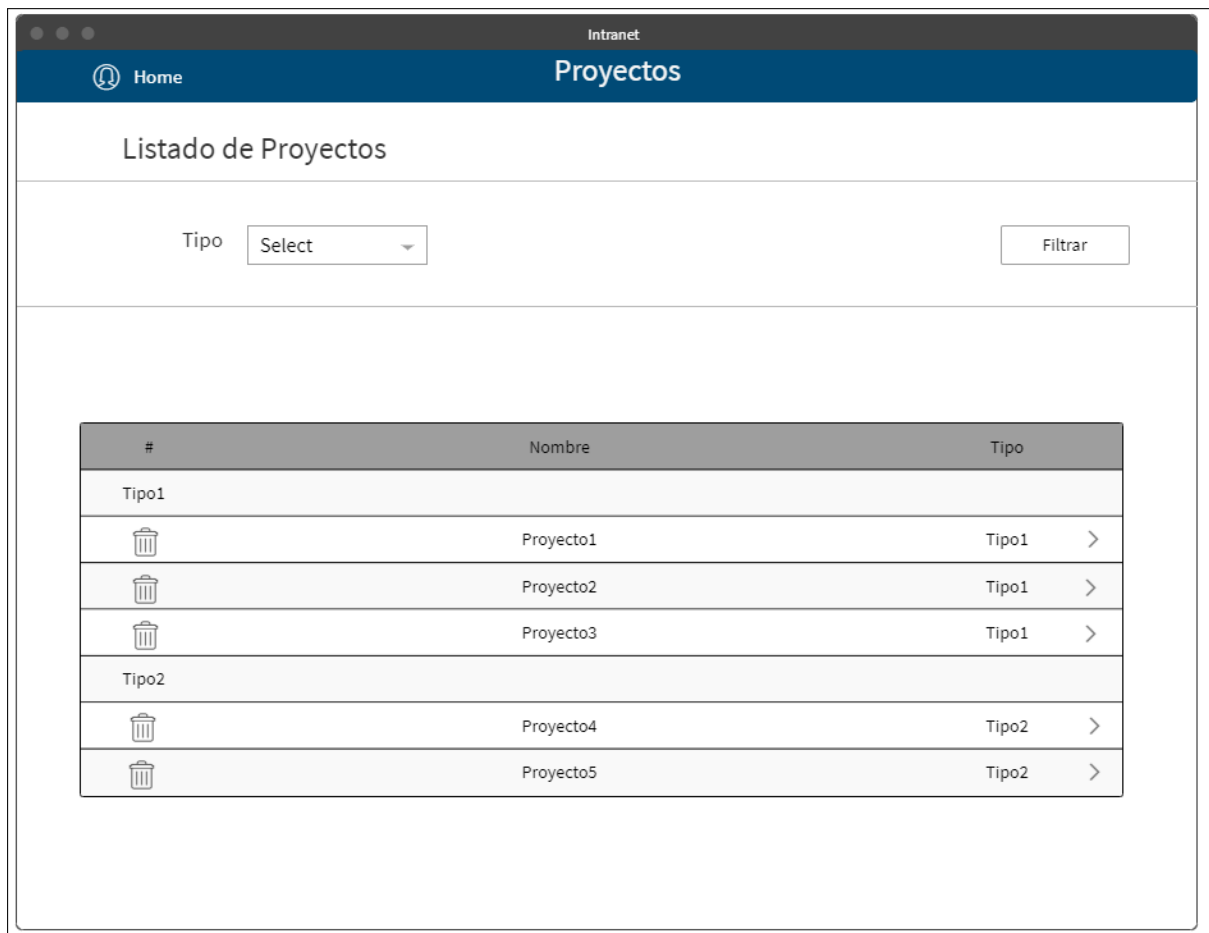 Intranet
Home Proyectos
Listado de Proyectos
Tipo Select Filtrar
# Nombre Tipo
Tipo1
Proyecto1 Tipo1
Proyecto2 Tipo1
Proyecto3 Tipo1
Tipo2
Proyecto4 Tipo2
Proyecto5 Tipo2